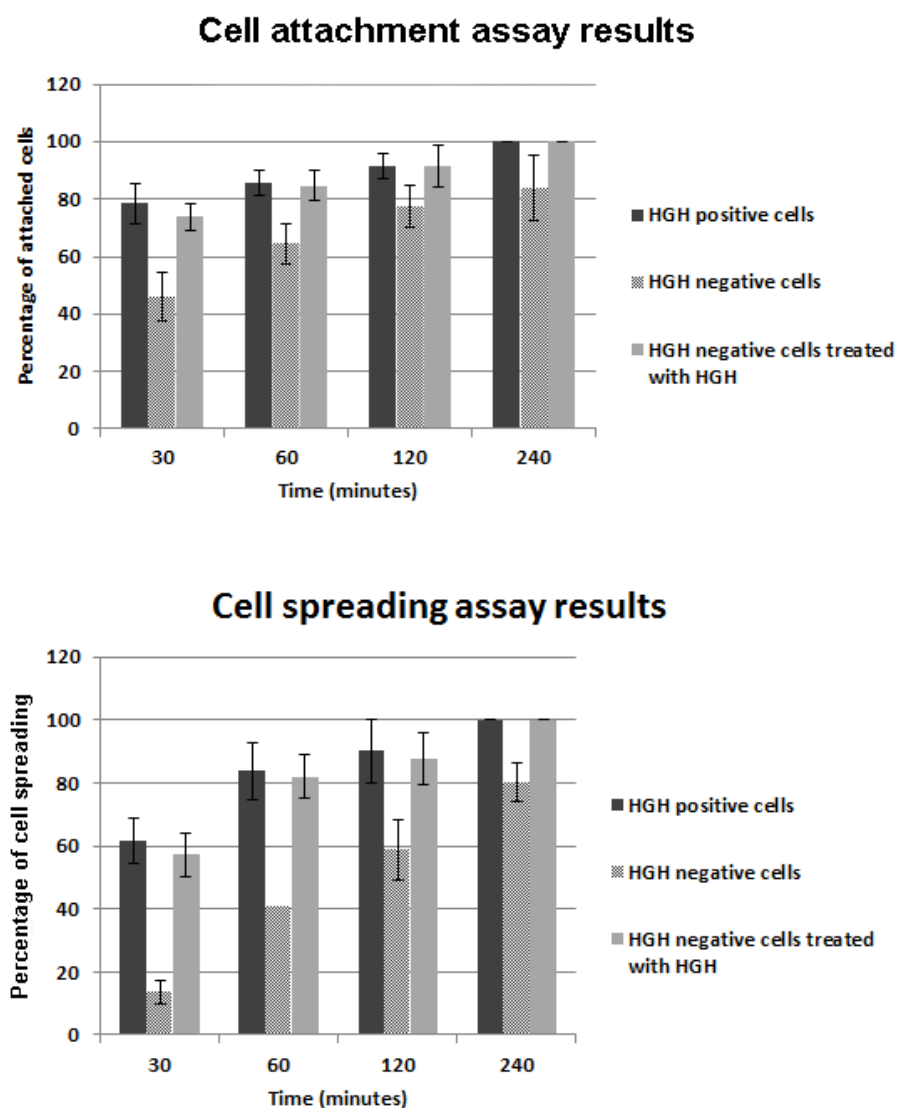 Cell attachment assay results
Percentage of attached cells
120
100
80
60
40
20
0
30 60 120 240
Time (minutes)
HGH positive cells
HGH negative cells
HGH negative cells treated
with HGH
Cell spreading assay results
Percentage of cell spreading
120
100
80
60
40
20
0
30 60 120 240
Time (minutes)
HGH positive cells
HGH negative cells
HGH negative cells treated
with HGH